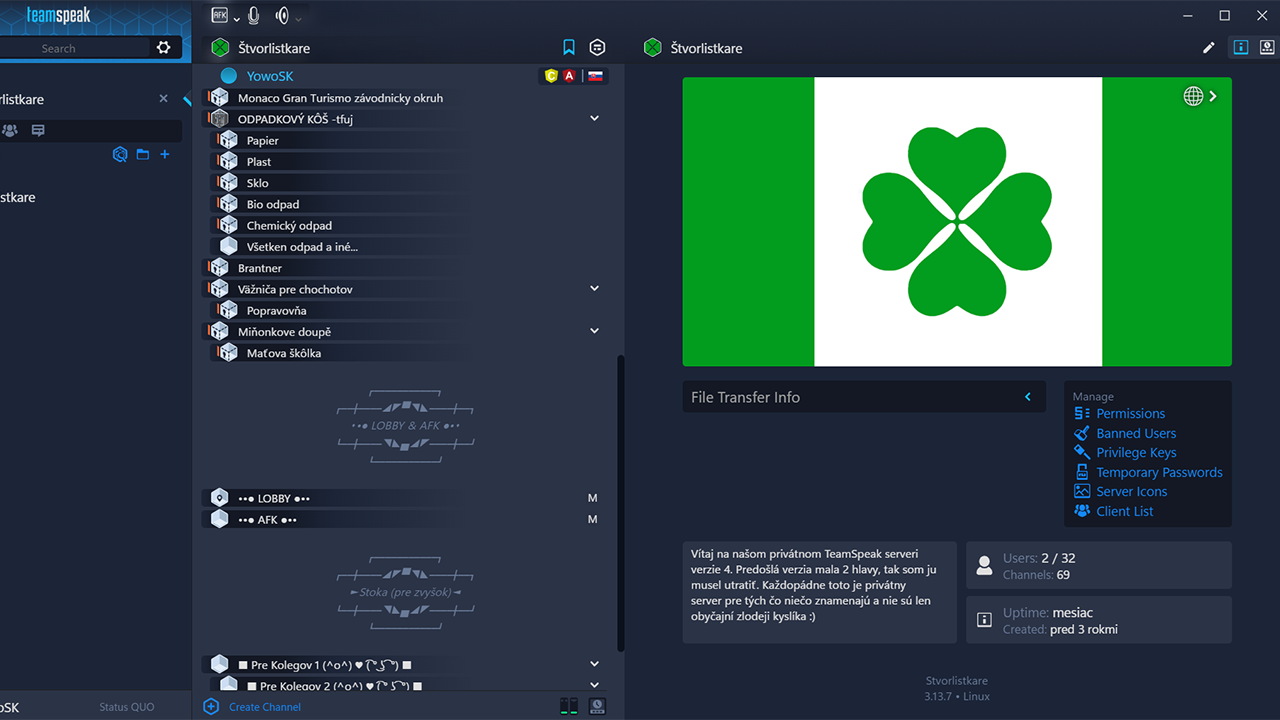 teamspeak
Search
rlistkare
stkare
oSK
Status QUO
AFK
Štvorlistkare
YowoSK
C A
Monaco Gran Turismo závodnicky okruh
ODPADKOVÝ KÔŠ -tfuj
Papier
Plast
Sklo
Bio odpad
Chemický odpad
Všetken odpad a iné...
Brantner
Vážniča pre chochotov
Popravovňa
Miňonkove doupě
Maťova škôlka
••● LOBBY & AFK ●••
••● LOBBY ●••
M
••● AFK ●••
M
►Stoka (pre zvyšok)◄
■ Pre Kolegov 1 (^o^) ♥ ( ͡° ͜ʖ ͡°) ■
■ Pre Kolegov 2 (^o^) ♥ ( ͡° ͜ʖ ͡°) ■
Create Channel
Štvorlistkare
File Transfer Info
Manage
Permissions
Banned Users
Privilege Keys
Temporary Passwords
Server Icons
Client List
Vítaj na našom privátnom TeamSpeak serveri
verzie 4. Predošlá verzia mala 2 hlavy, tak som ju
musel utratiť. Každopádne toto je privátny
server pre tých čo niečo znamenajú a nie sú len
obyčajní zlodeji kyslíka :)
Users: 2 / 32
Channels: 69
Uptime: mesiac
Created: pred 3 rokmi
Stvorlistkare
3.13.7 • Linux